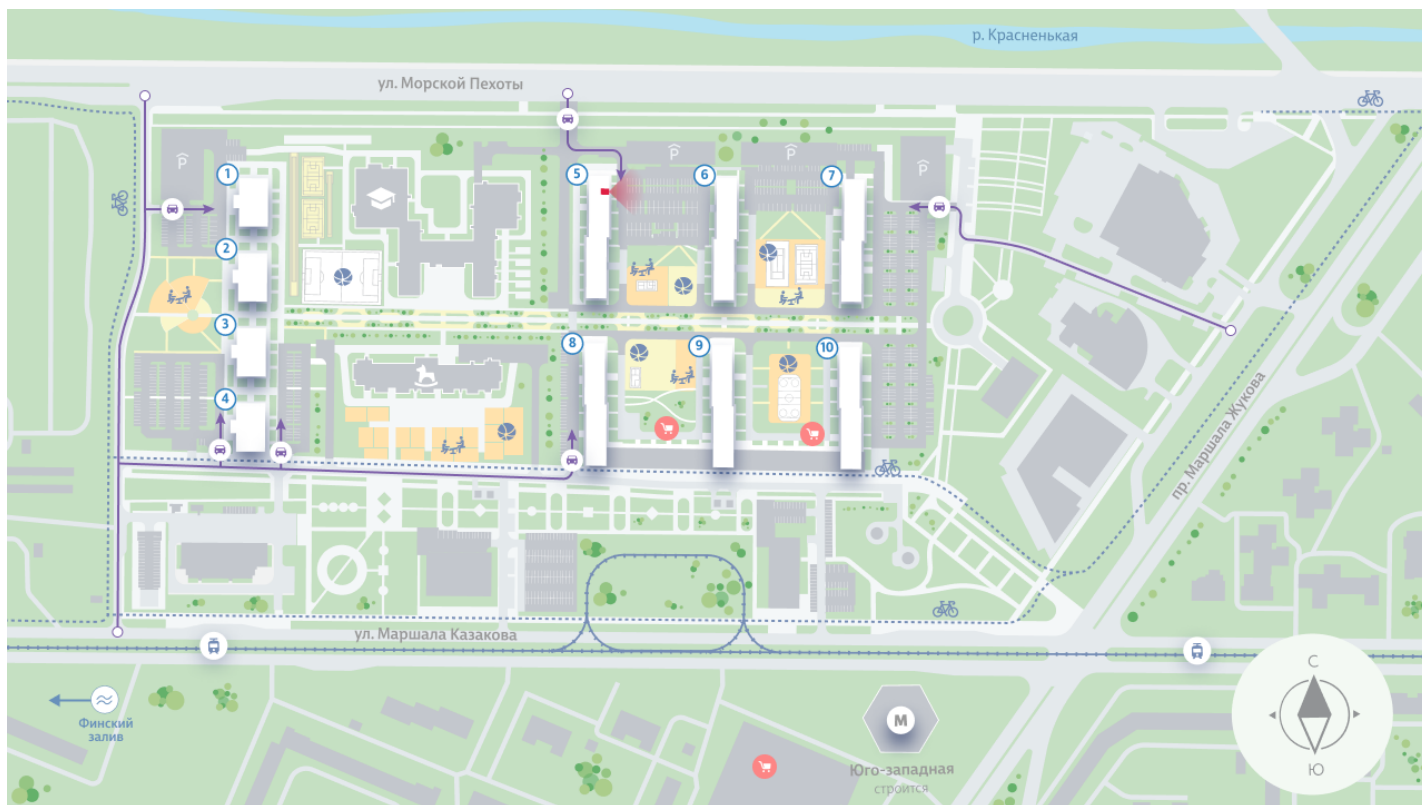 р. Красненькая
ул. Морской Пехоты
P
P
P
P
1
5
6
7
2
3
8
9
10
4
пр. Маршала Жукова
ул. Маршала Казакова
С
Финский
залив
М
Юго-западная
строится
Ю